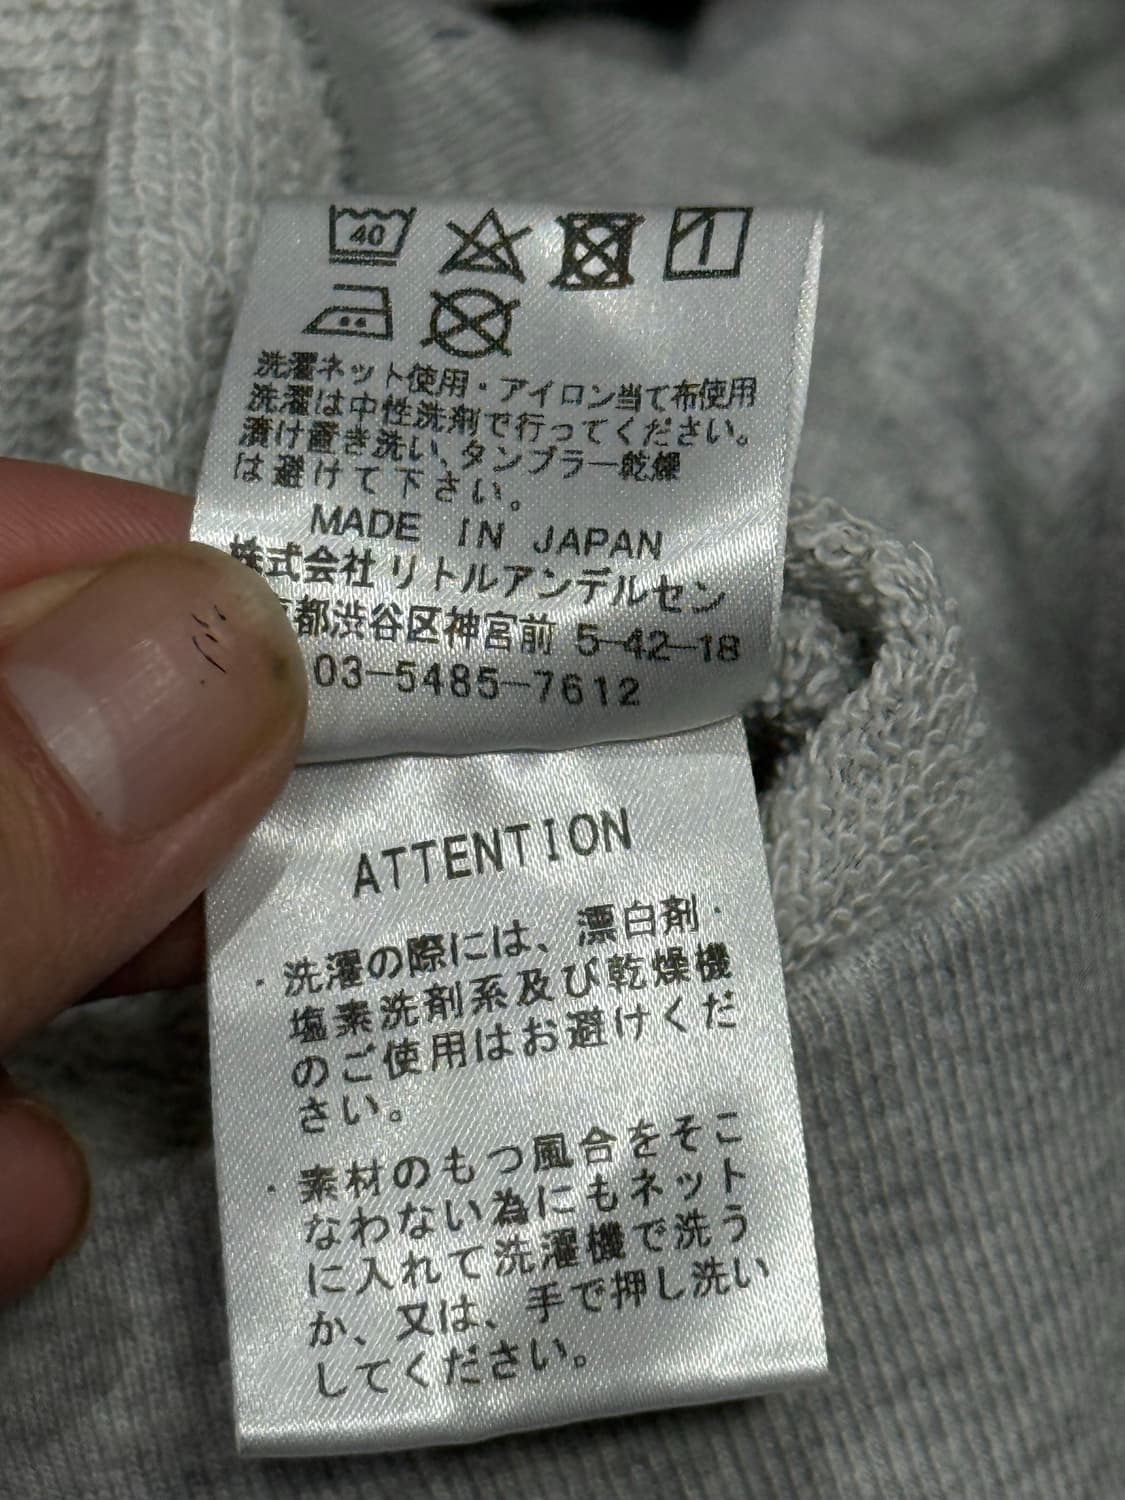 40
洗濯ネット使用・アイロン当て布使用
洗濯は中性洗剤で行ってください。
漬け置き洗い、タンブラー乾燥
は避けて下さい。
MADE IN JAPAN
株式会社リトルアンデルセン
都渋谷区神宮前 5-42-18
03-5485-7612
ATTENTION
・洗濯の際には、漂白剤・
塩素洗剤系及び乾燥機
のご使用はお避けくだ
さい。
・素材のもつ風合をそこ
なわない為にもネット
に入れて洗濯機で洗う
か、又は、手で押し洗い
してください。